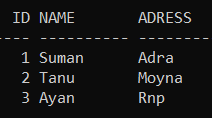 ID NAME       ADRESS
---- ---------- ----------
1 Suman      Adra
2 Tanu       Moyna
3 Ayan       Rnp